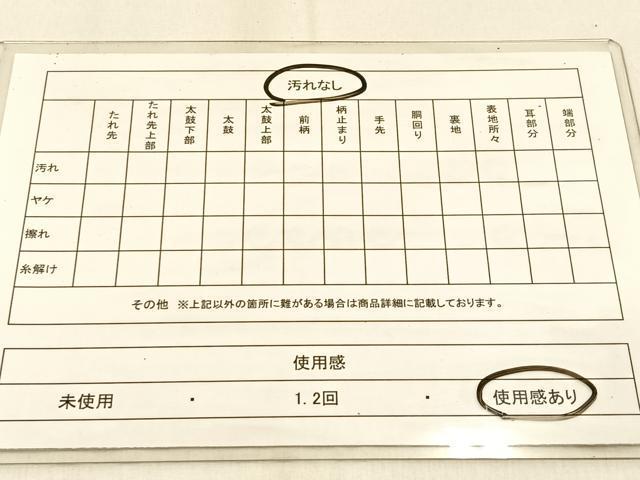 汚れなし
たれ先 たれ先上部 太鼓下部 太鼓 太鼓上部 前柄 柄止まり 手先 胴回り 裏地 表地所々 耳部分 端部分
汚れ
ヤケ
擦れ
糸解け
その他 ※上記以外の箇所に難がある場合は商品詳細に記載しております。
使用感
未使用 ・ 1.2回 ・ 使用感あり